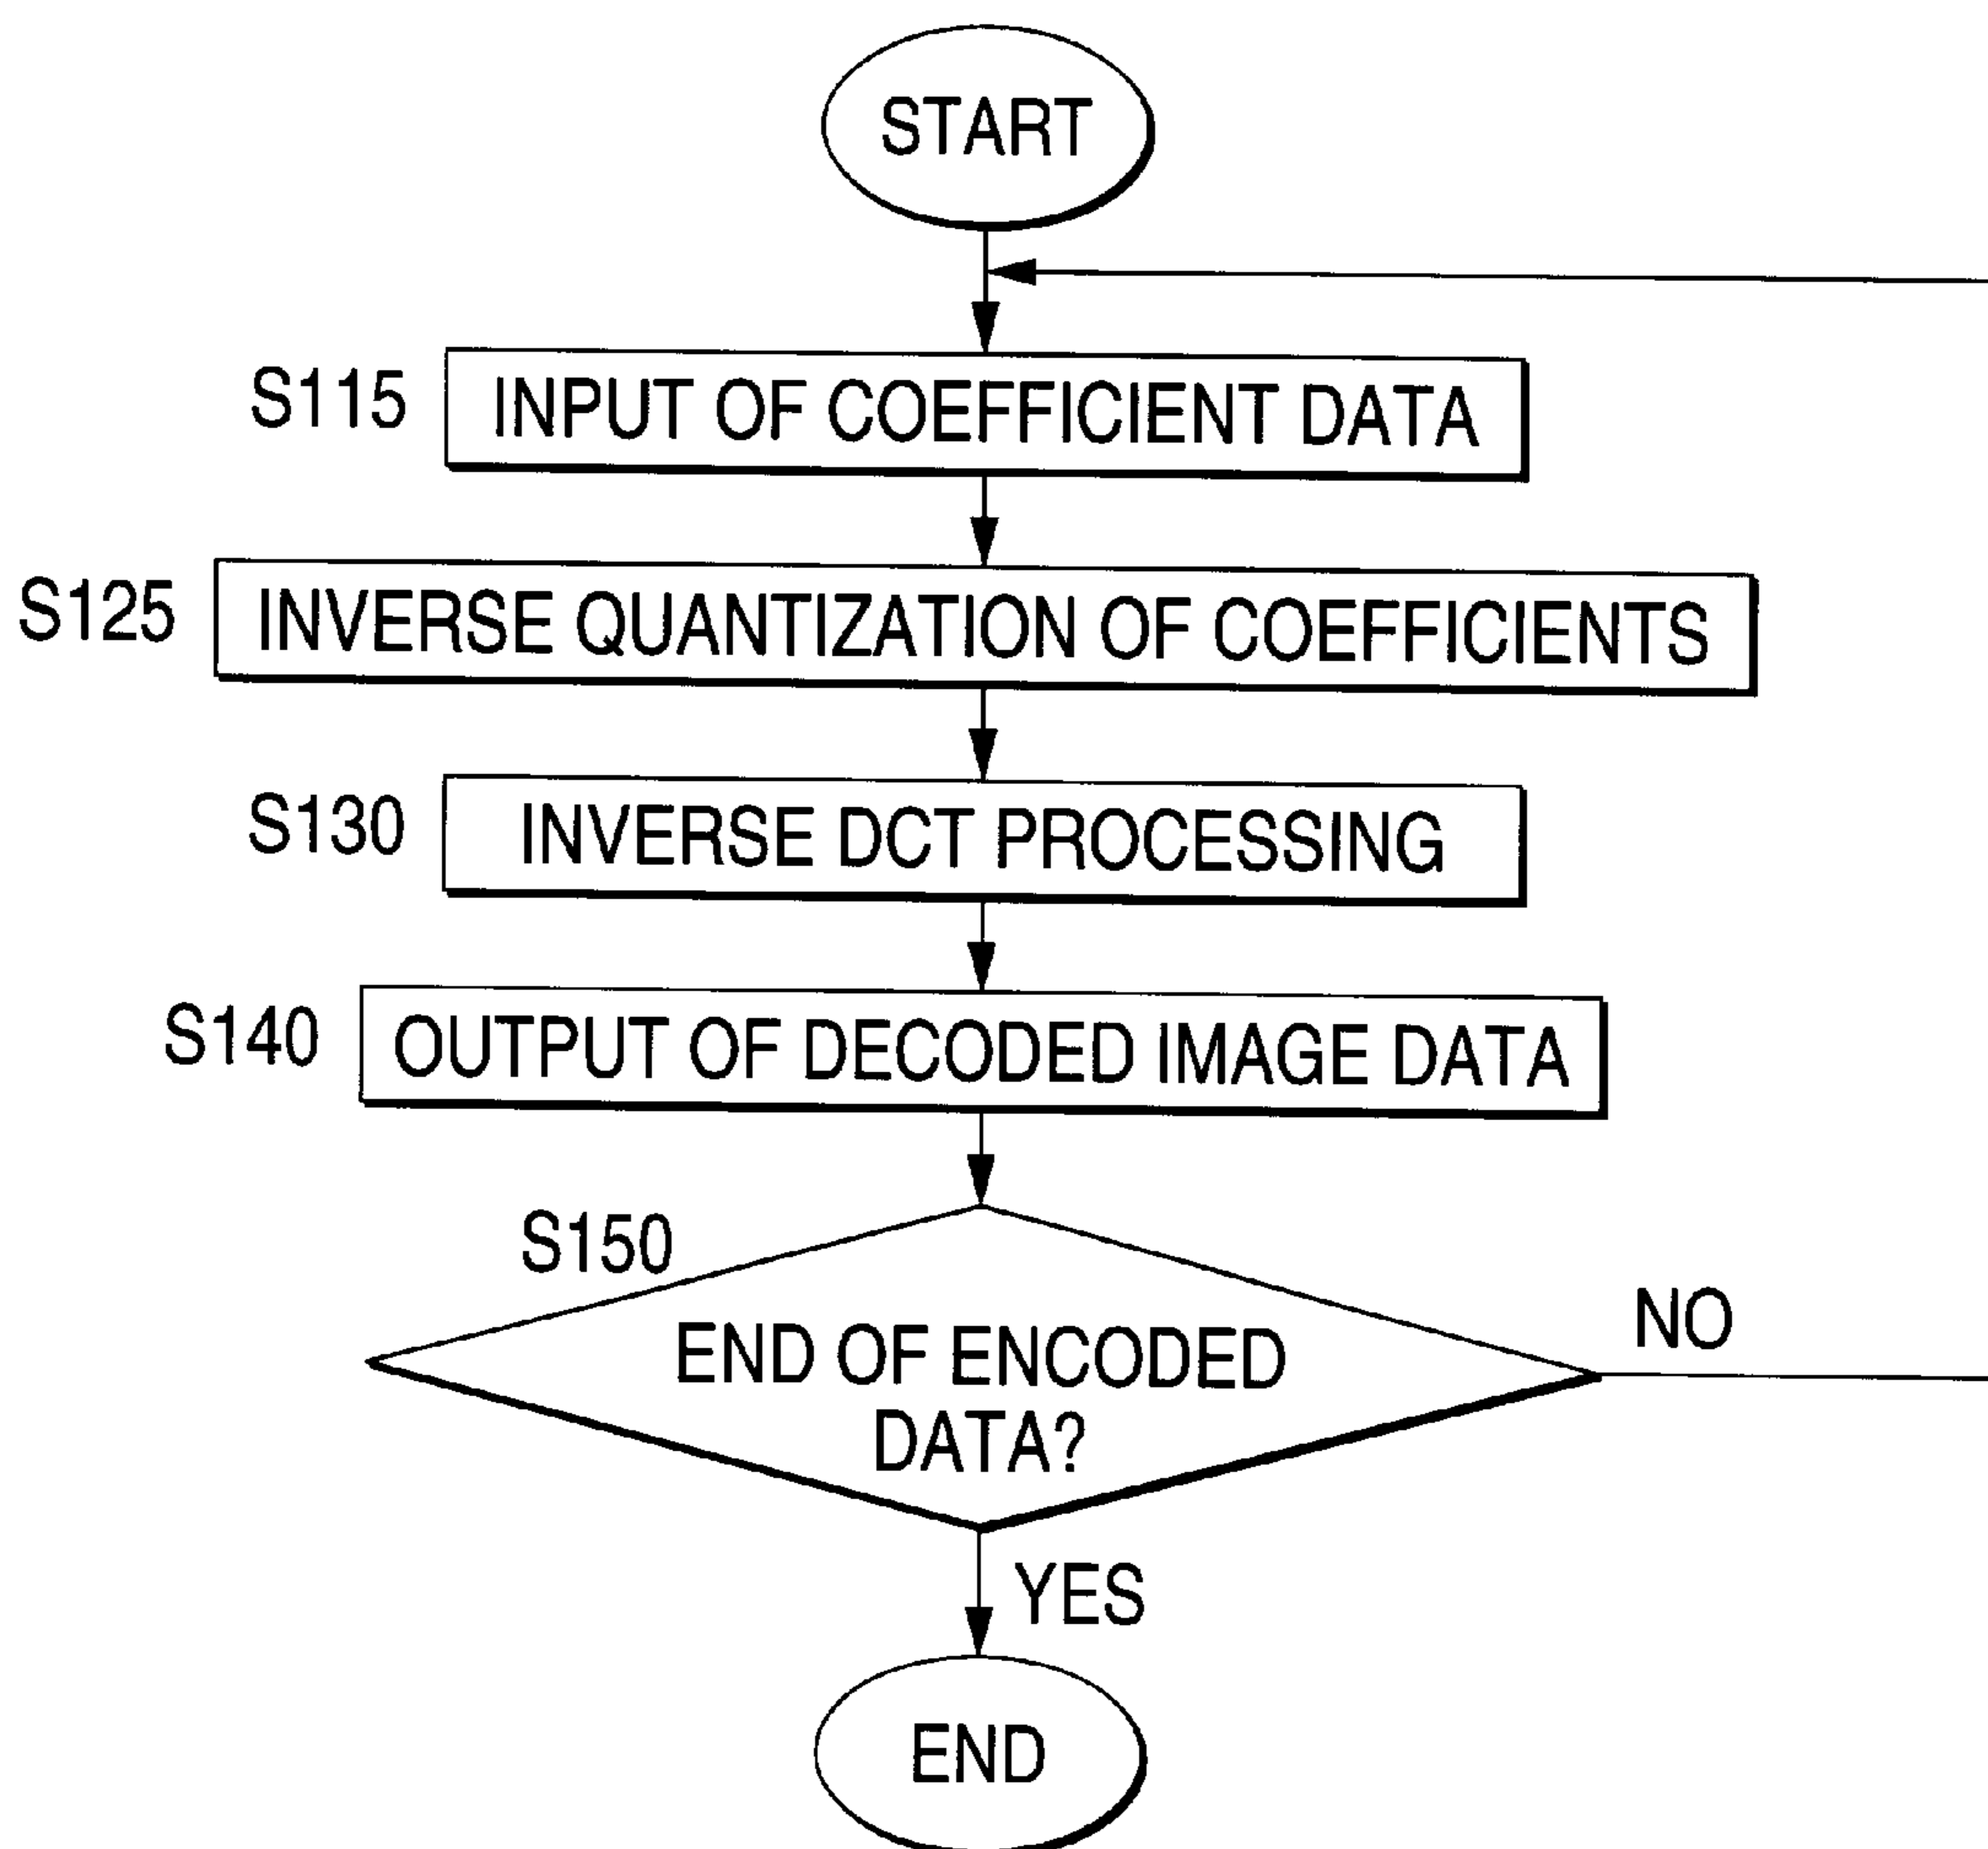 START
S115
INPUT OF COEFFICIENT DATA
S125
INVERSE QUANTIZATION OF COEFFICIENTS
S130
INVERSE DCT PROCESSING
S140
OUTPUT OF DECODED IMAGE DATA
S150
END OF ENCODED
DATA?
NO
YES
END